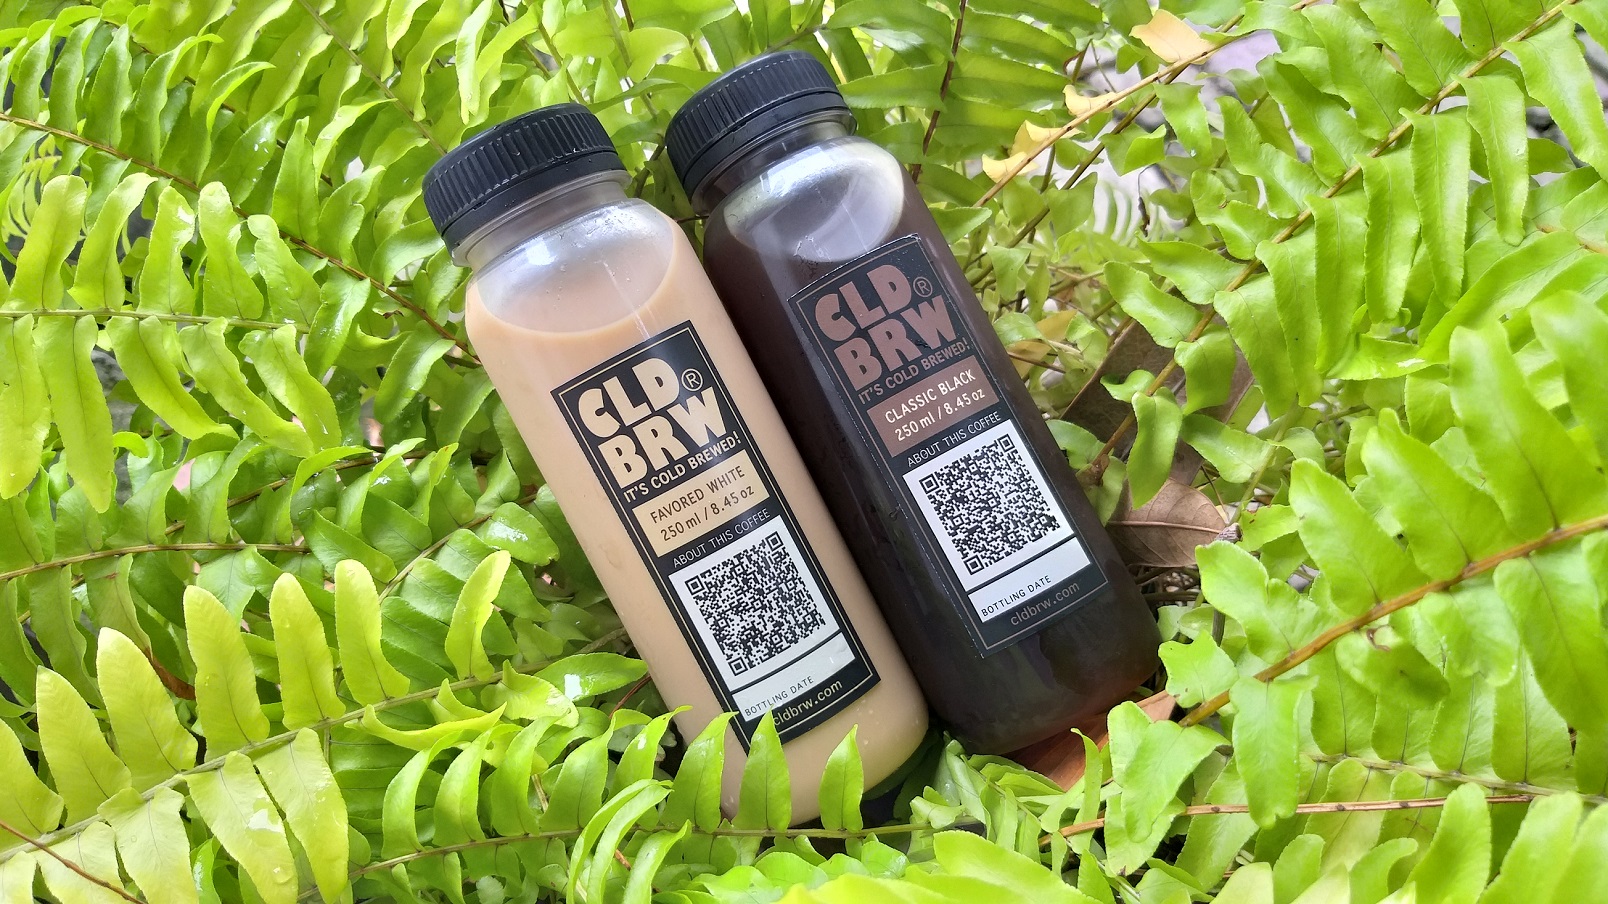 CLD®
BRW
IT'S COLD BREWED!
FAVORED WHITE
250 ml / 8.45 oz
ABOUT THIS COFFEE
BOTTLING DATE
cldbrw.com
CLD®
BRW
IT'S COLD BREWED!
CLASSIC BLACK
250 ml / 8.45 oz
ABOUT THIS COFFEE
BOTTLING DATE
cldbrw.com